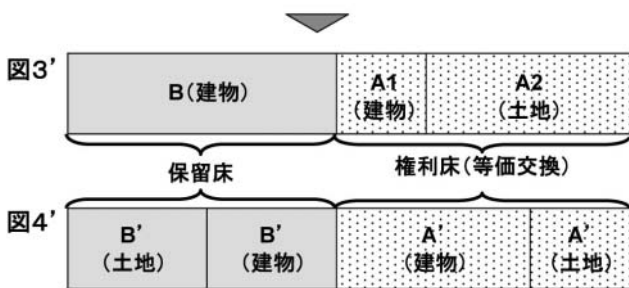 図3’
B(建物)
A1
(建物)
A2
(土地)
保留床
権利床(等価交換)
図4’
B’
(土地)
B’
(建物)
A’
(建物)
A’
(土地)